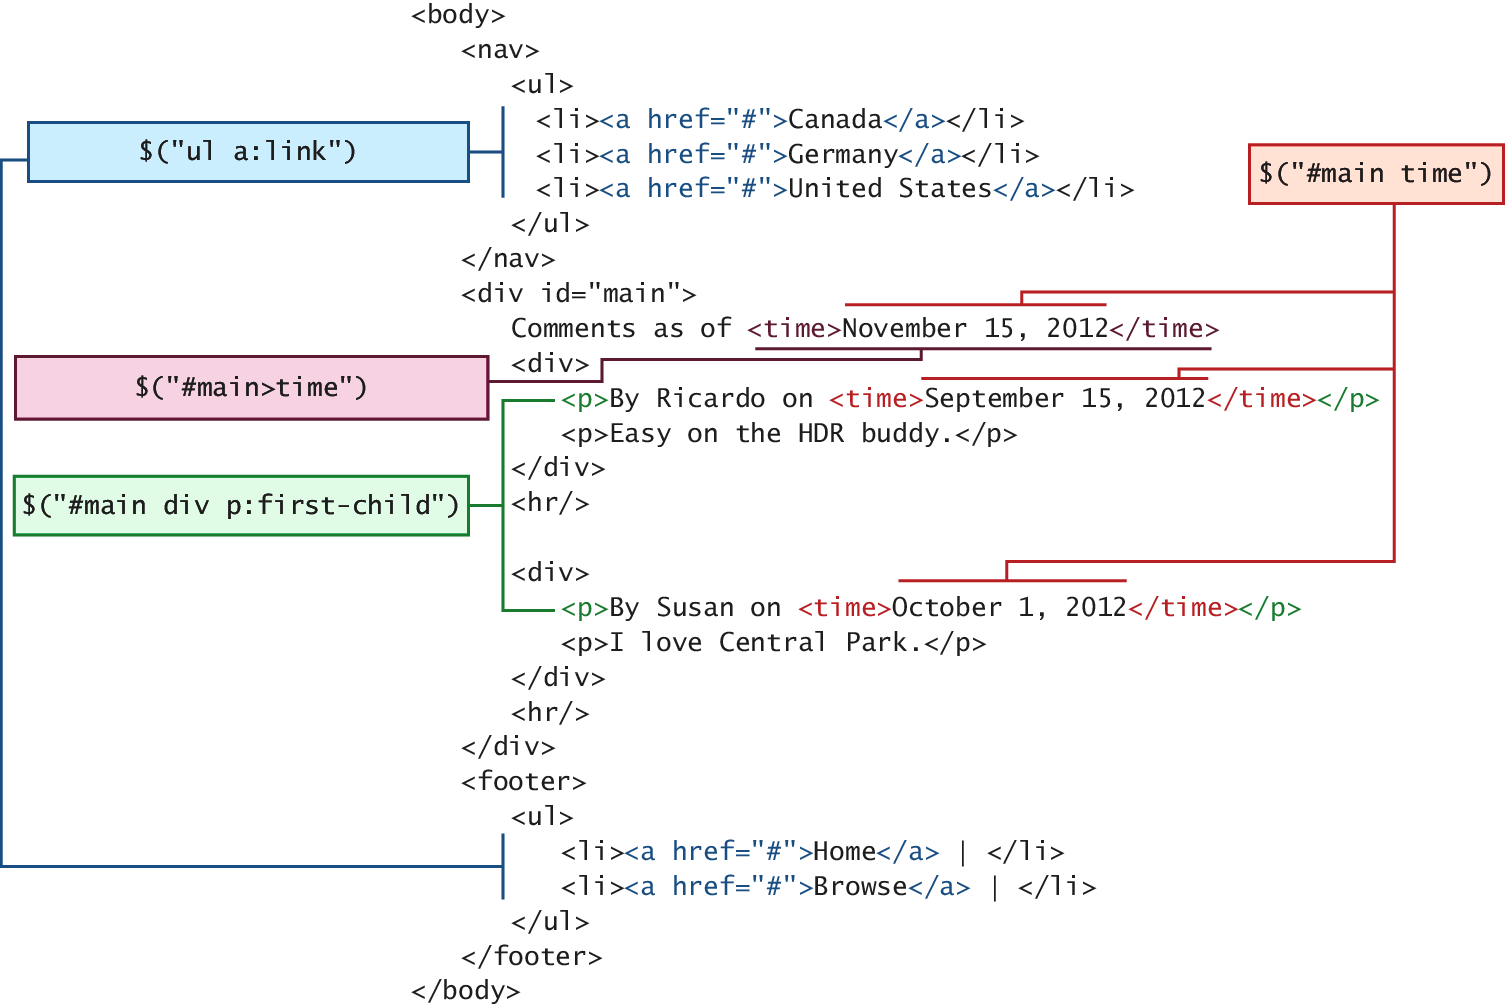 <body>
<nav>
<ul>
<li><a href="#">Canada</a></li>
$("ul a:link")
<li><a href="#">Germany</a></li>
$("#main time")
<li><a href="#">United States</a></li>
</ul>
</nav>
<div id="main">
Comments as of <time>November 15, 2012</time>
<div>
$("#main>time")
<p>By Ricardo on <time>September 15, 2012</time></p>
<p>Easy on the HDR buddy.</p>
</div>
$("#main div p:first-child")
<hr/>
<div>
<p>By Susan on <time>October 1, 2012</time></p>
<p>I love Central Park.</p>
</div>
<hr/>
</div>
<footer>
<ul>
<li><a href="#">Home</a> | </li>
<li><a href="#">Browse</a> | </li>
</ul>
</footer>
</body>